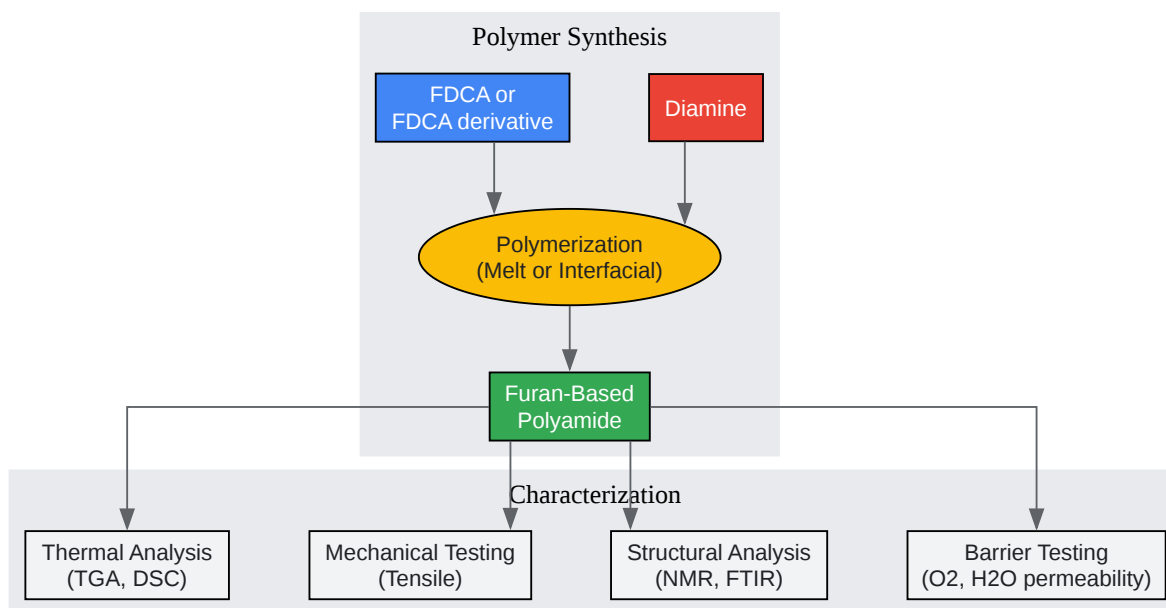 Polymer Synthesis
FDCA or
FDCA derivative
Diamine
Polymerization
(Melt or Interfacial)
Furan-Based
Polyamide
Characterization
Thermal Analysis
(TGA, DSC)
Mechanical Testing
(Tensile)
Structural Analysis
(NMR, FTIR)
Barrier Testing
(O2, H2O permeability)